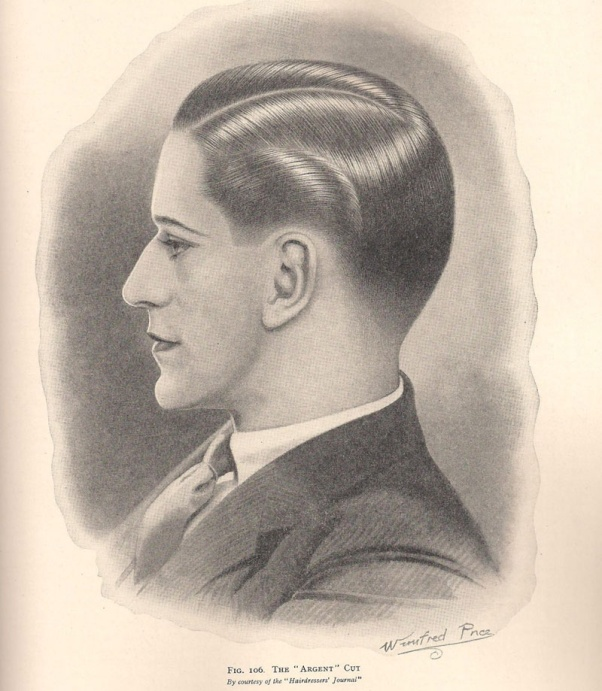 Winifred Price
FIG. 106. THE "ARGENT" CUT
By courtesy of the "Hairdressers' Journal"